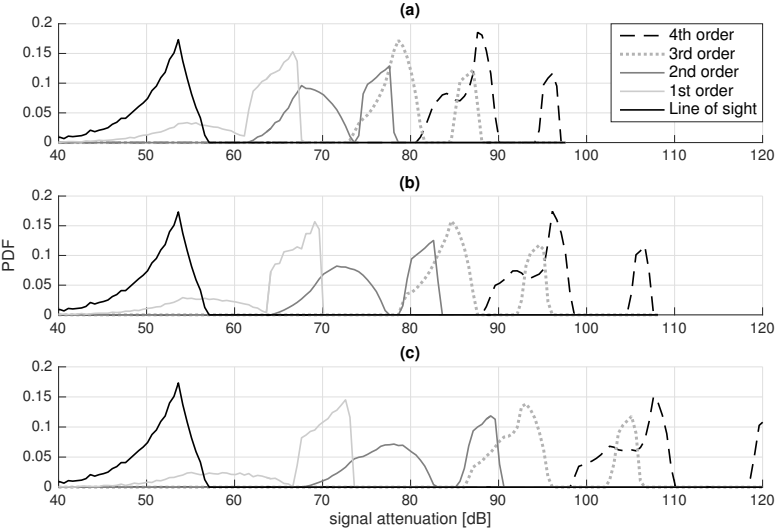 (a)
0.2
0.15
0.1
0.05
0
40 50 60 70 80 90 100 110 120
4th order
3rd order
2nd order
1st order
Line of sight
(b)
PDF
0.2
0.15
0.1
0.05
0
40 50 60 70 80 90 100 110 120
(c)
0.2
0.15
0.1
0.05
0
40 50 60 70 80 90 100 110 120
signal attenuation [dB]